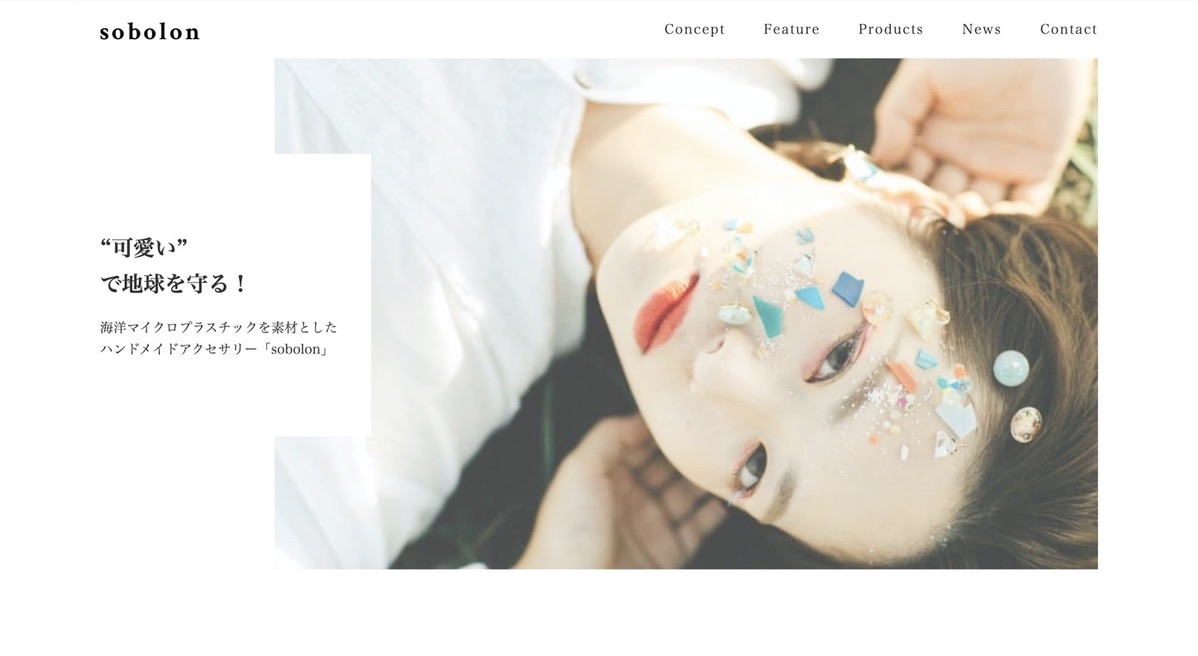 sobolon
Concept Feature Products News Contact
“可愛い”
で地球を守る！
海洋マイクロプラスチックを素材とした
ハンドメイドアクセサリー「sobolon」